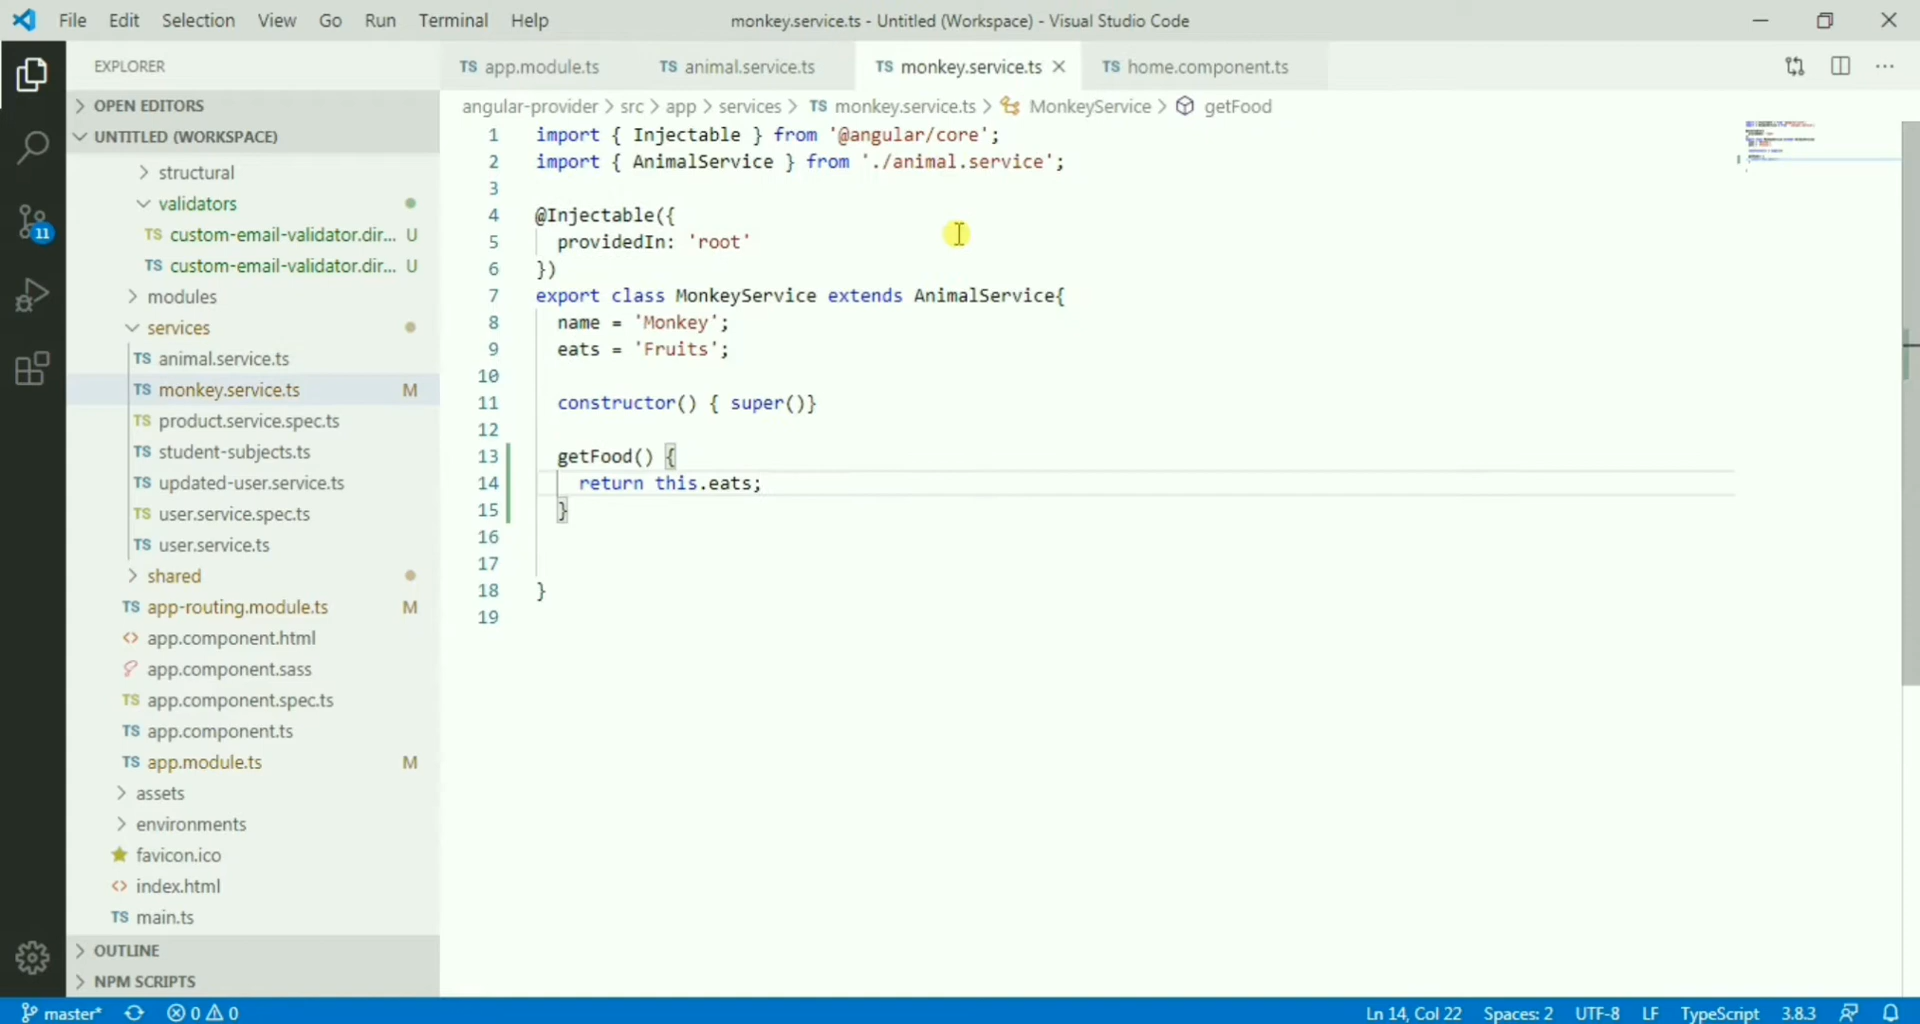 File Edit Selection View Go Run Terminal Help monkey.service.ts - Untitled (Workspace) - Visual Studio Code
EXPLORER
OPEN EDITORS
UNTITLED (WORKSPACE)
structural
validators
TS custom-email-validator.dir... U
TS custom-email-validator.dir... U
modules
services
TS animal.service.ts
TS monkey.service.ts M
TS product.service.spec.ts
TS student-subjects.ts
TS updated-user.service.ts
TS user.service.spec.ts
TS user.service.ts
shared
TS app-routing.module.ts M
<> app.component.html
app.component.sass
TS app.component.spec.ts
TS app.component.ts
TS app.module.ts M
assets
environments
favicon.ico
<> index.html
TS main.ts
OUTLINE
NPM SCRIPTS
11
TS app.module.ts TS animal.service.ts TS monkey.service.ts TS home.component.ts
angular-provider > src > app > services > TS monkey.service.ts > MonkeyService > getFood
1 import { Injectable } from '@angular/core';
2 import { AnimalService } from './animal.service';
3
4 @Injectable({
5 providedIn: 'root'
6 })
7 export class MonkeyService extends AnimalService{
8 name = 'Monkey';
9 eats = 'Fruits';
10
11 constructor() { super()}
12
13 getFood() {
14 return this.eats;
15 }
16
17
18 }
19
master* 0 0 Ln 14, Col 22 Spaces: 2 UTF-8 LF TypeScript 3.8.3